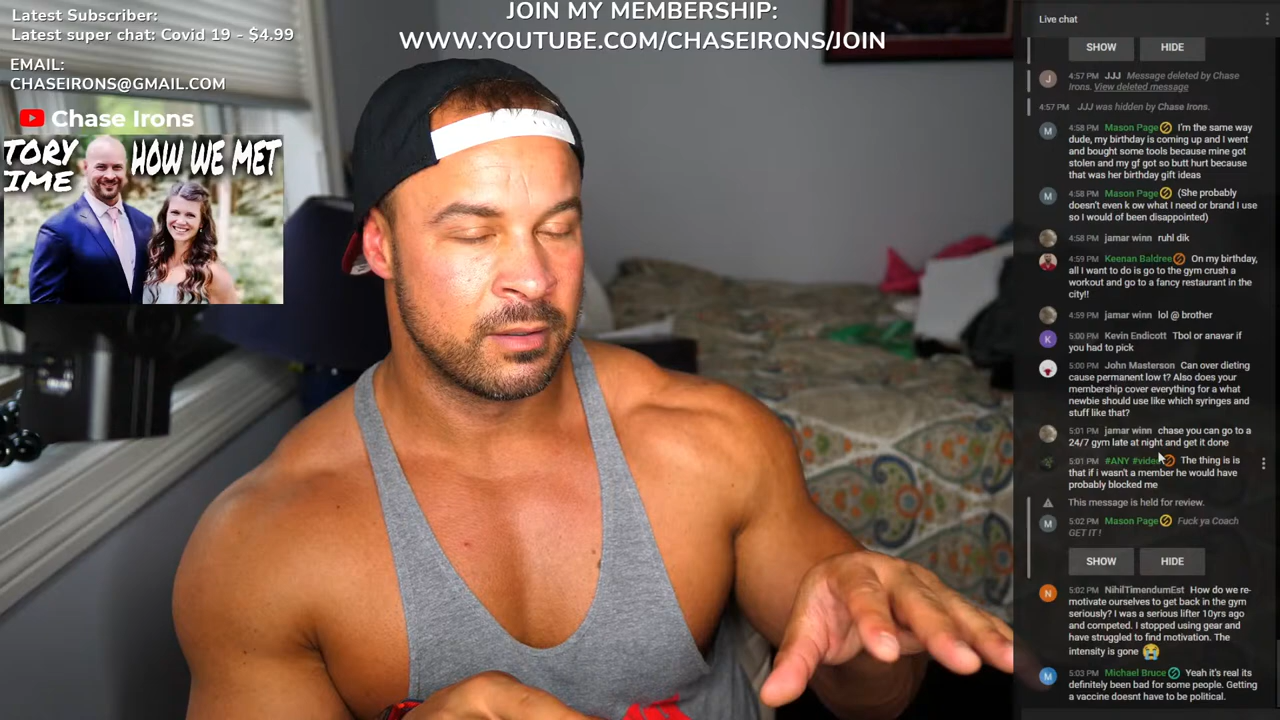 Latest Subscriber:
Latest super chat: Covid 19 - $4.99
EMAIL:
CHASEIRONS@GMAIL.COM
Chase Irons
TORY
IME
HOW WE MET
JOIN MY MEMBERSHIP:
WWW.YOUTUBE.COM/CHASEIRONS/JOIN
Live chat
SHOW HIDE
J 4:57 PM JJJ Message deleted by Chase
Irons. View deleted message
4:57 PM JJJ was hidden by Chase Irons.
M 4:58 PM Mason Page I'm the same way
dude, my birthday is coming up and I went
and bought some tools because mine got
stolen and my gf got so butt hurt because
that was her birthday gift ideas
M 4:58 PM Mason Page (She probably
doesn't even k ow what I need or brand I use
so I would of been disappointed)
4:58 PM jamar winn ruhl dik
4:59 PM Keenan Baldree On my birthday,
all I want to do is go to the gym crush a
workout and go to a fancy restaurant in the
city!!
4:59 PM jamar winn lol @ brother
K 5:00 PM Kevin Endicott Tbol or anavar if
you had to pick
5:00 PM John Masterson Can over dieting
cause permanent low t? Also does your
membership cover everything for a what
newbie should use like which syringes and
stuff like that?
5:01 PM jamar winn chase you can go to a
24/7 gym late at night and get it done
5:01 PM #ANY #video The thing is is
that if i wasn't a member he would have
probably blocked me
This message is held for review.
M 5:02 PM Mason Page Fuck ya Coach
GET IT !
SHOW HIDE
N 5:02 PM NihilTimendumEst How do we re-
motivate ourselves to get back in the gym
seriously? I was a serious lifter 10yrs ago
and competed. I stopped using gear and
have struggled to find motivation. The
intensity is gone 😭
M 5:03 PM Michael Bruce Yeah it's real its
definitely been bad for some people. Getting
a vaccine doesnt have to be political.